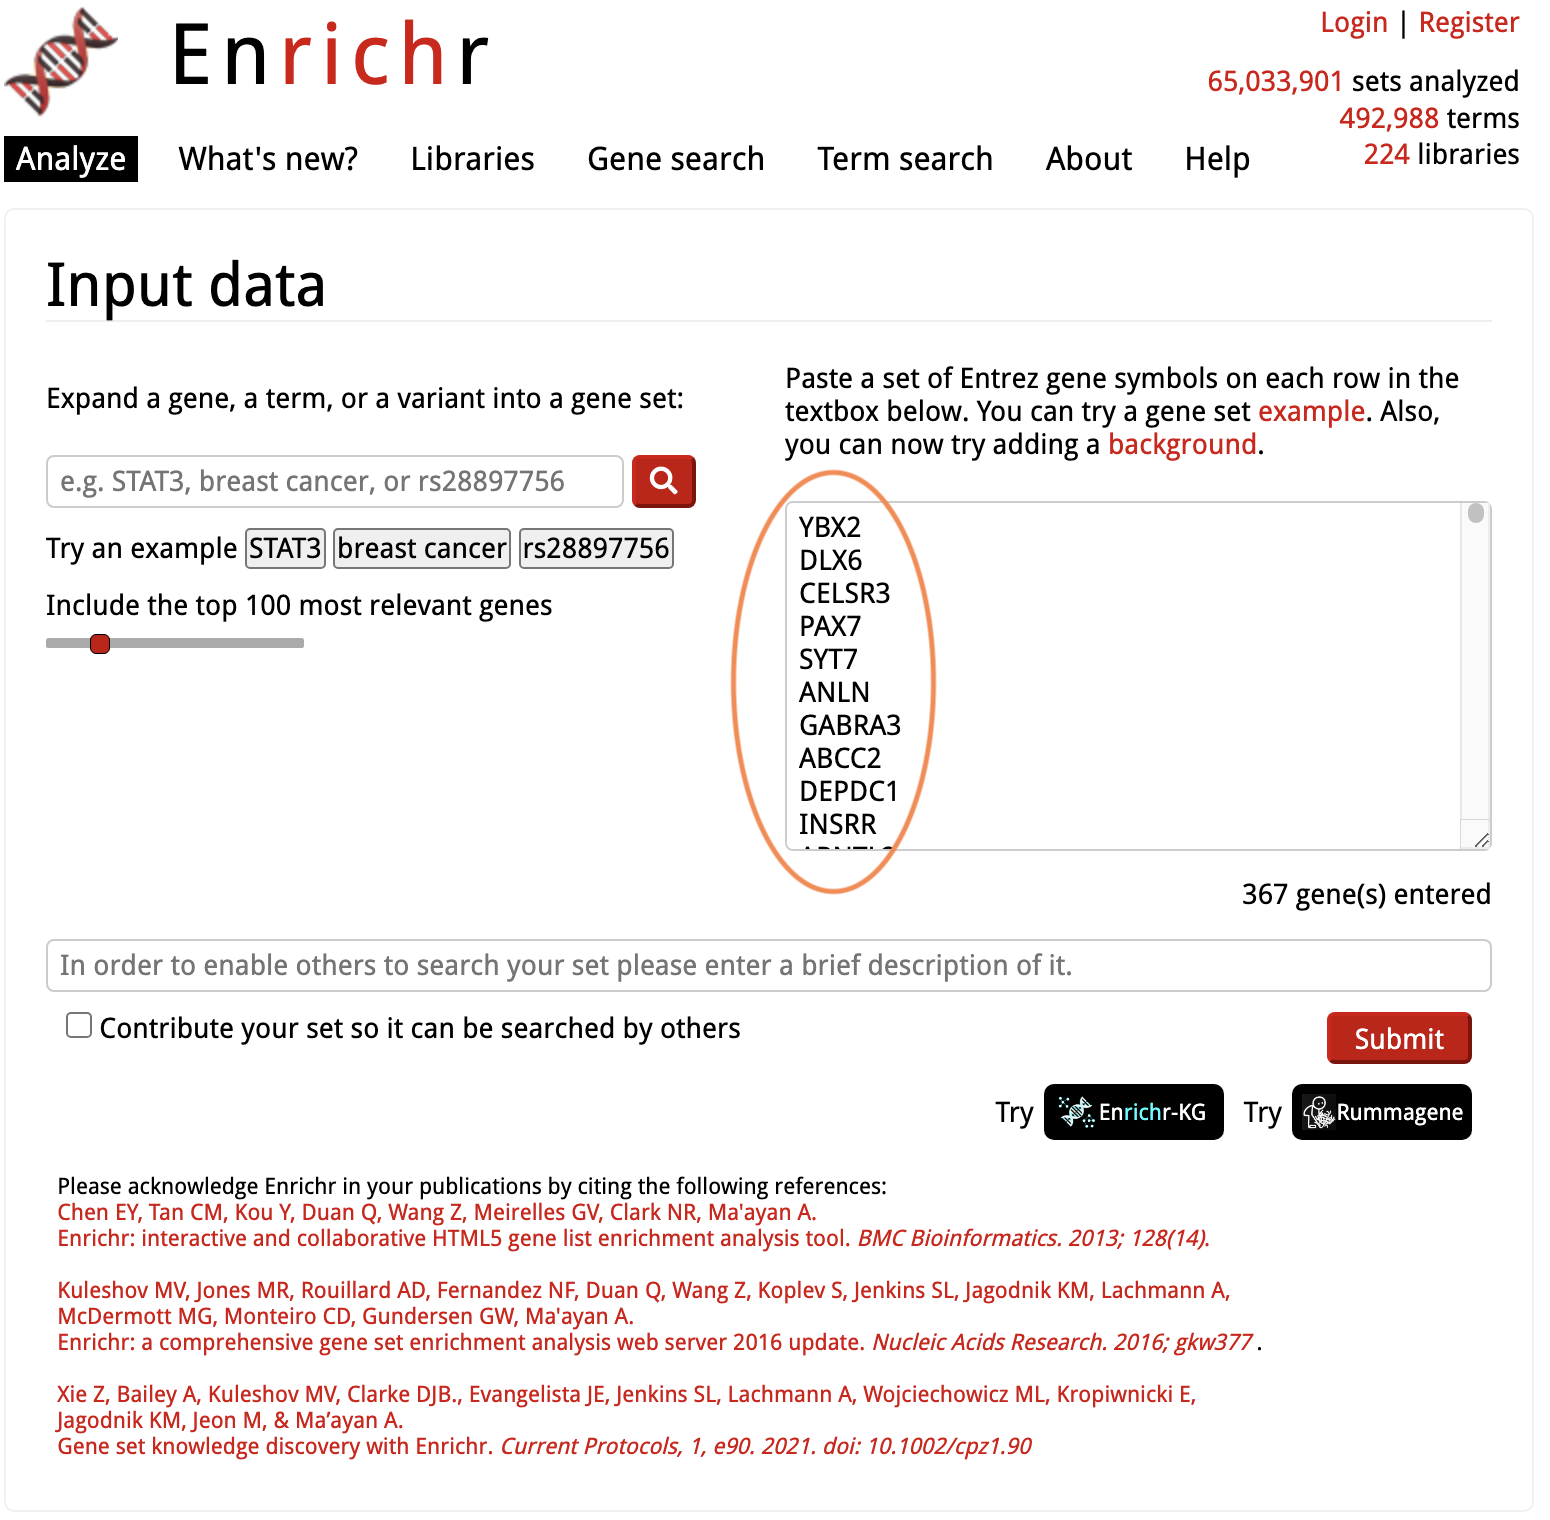 Enrichr
Login | Register
65,033,901 sets analyzed
492,988 terms
224 libraries
Analyze What's new? Libraries Gene search Term search About Help
Input data
Expand a gene, a term, or a variant into a gene set:
e.g. STAT3, breast cancer, or rs28897756
Try an example STAT3 breast cancer rs28897756
Include the top 100 most relevant genes
Paste a set of Entrez gene symbols on each row in the
textbox below. You can try a gene set example. Also,
you can now try adding a background.
YBX2
DLX6
CELSR3
PAX7
SYT7
ANLN
GABRA3
ABCC2
DEPDC1
INSRR
367 gene(s) entered
In order to enable others to search your set please enter a brief description of it.
Contribute your set so it can be searched by others
Submit
Try Enrichr-KG Try Rummagene
Please acknowledge Enrichr in your publications by citing the following references:
Chen EY, Tan CM, Kou Y, Duan Q, Wang Z, Meirelles GV, Clark NR, Ma'ayan A.
Enrichr: interactive and collaborative HTML5 gene list enrichment analysis tool. BMC Bioinformatics. 2013; 128(14).
Kuleshov MV, Jones MR, Rouillard AD, Fernandez NF, Duan Q, Wang Z, Koplev S, Jenkins SL, Jagodnik KM, Lachmann A,
McDermott MG, Monteiro CD, Gundersen GW, Ma'ayan A.
Enrichr: a comprehensive gene set enrichment analysis web server 2016 update. Nucleic Acids Research. 2016; gkw377 .
Xie Z, Bailey A, Kuleshov MV, Clarke DJB., Evangelista JE, Jenkins SL, Lachmann A, Wojciechowicz ML, Kropiwnicki E,
Jagodnik KM, Jeon M, & Ma’ayan A.
Gene set knowledge discovery with Enrichr. Current Protocols, 1, e90. 2021. doi: 10.1002/cpz1.90